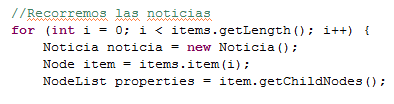 //Recorremos las noticias
for (int i = 0; i < items.getLength(); i++) {
Noticia noticia = new Noticia();
Node item = items.item(i);
NodeList properties = item.getChildNodes();